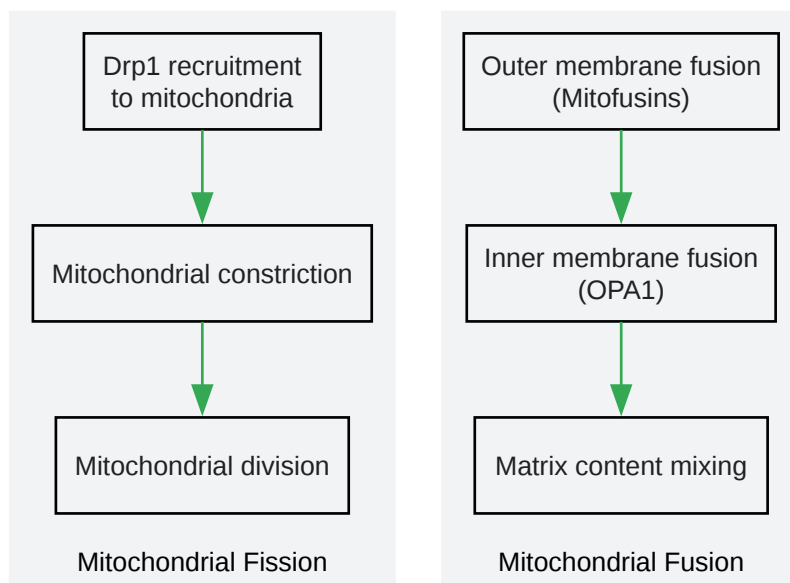 Drp1 recruitment
to mitochondria
Mitochondrial constriction
Mitochondrial division
Mitochondrial Fission
Outer membrane fusion
(Mitofusins)
Inner membrane fusion
(OPA1)
Matrix content mixing
Mitochondrial Fusion